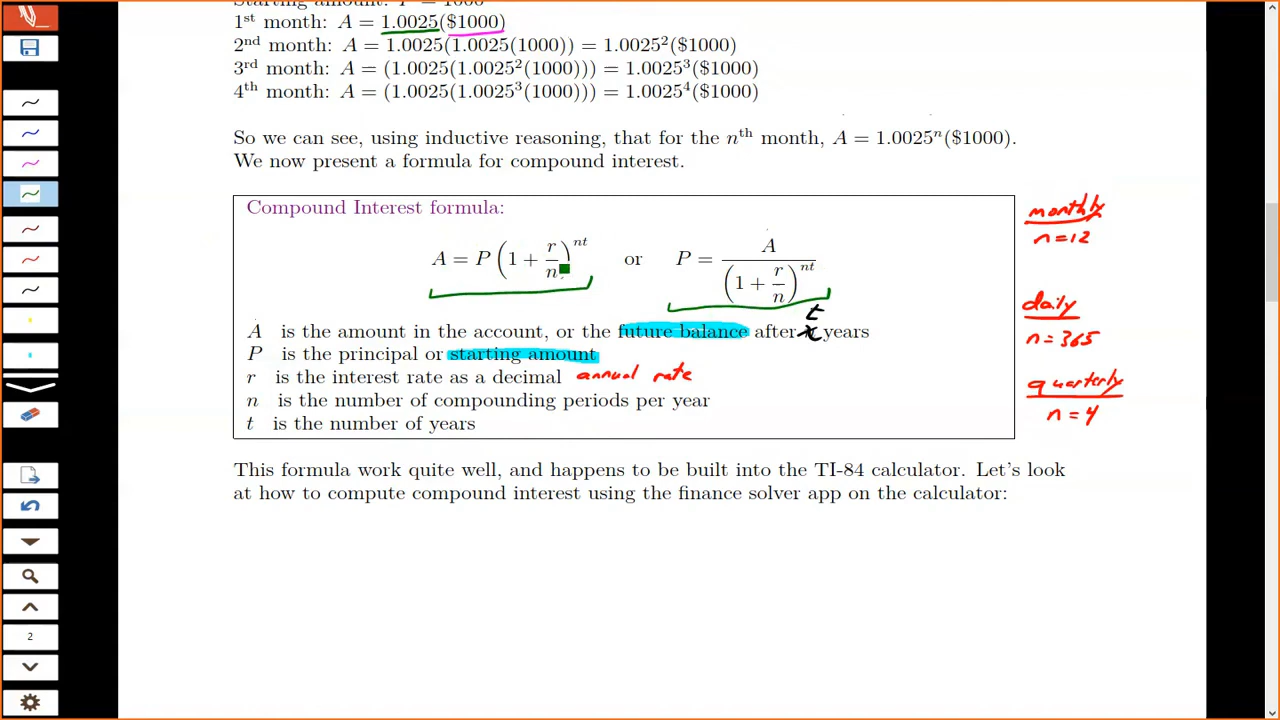 Starting amount: P = 1000
1st month: A = 1.0025($1000)
2nd month: A = 1.0025(1.0025(1000)) = 1.0025²($1000)
3rd month: A = (1.0025(1.0025²(1000))) = 1.0025³($1000)
4th month: A = (1.0025(1.0025³(1000))) = 1.0025⁴($1000)
So we can see, using inductive reasoning, that for the nth month, A = 1.0025ⁿ($1000).
We now present a formula for compound interest.
Compound Interest formula:
A = P(1 + r/n)^nt or P = A/(1 + r/n)^nt
A is the amount in the account, or the future balance after t years
P is the principal or starting amount
r is the interest rate as a decimal annual rate
n is the number of compounding periods per year
t is the number of years
monthly
n=12
daily
n=365
quarterly
n=4
This formula work quite well, and happens to be built into the TI-84 calculator. Let's look
at how to compute compound interest using the finance solver app on the calculator:
2